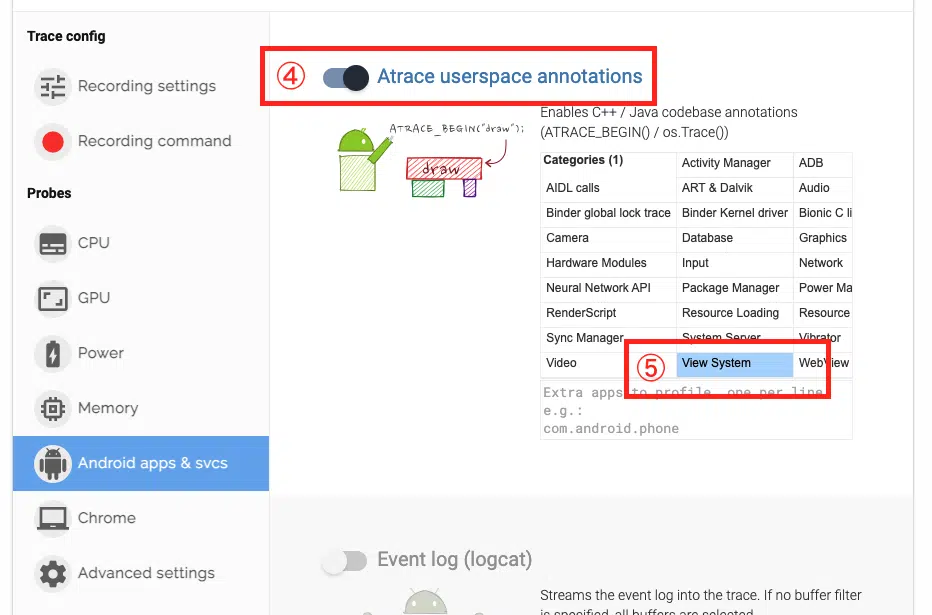 Trace config
Recording settings
Recording command
Probes
CPU
GPU
Power
Memory
Android apps & svcs
Chrome
Advanced settings
④ Atrace userspace annotations
ATRACE_BEGIN("draw");
draw
Enables C++ / Java codebase annotations
(ATRACE_BEGIN() / os.Trace())
Categories (1) Activity Manager ADB
AIDL calls ART & Dalvik Audio
Binder global lock trace Binder Kernel driver Bionic C li
Camera Database Graphics
Hardware Modules Input Network
Neural Network API Package Manager Power Ma
RenderScript Resource Loading Resource
Sync Manager System Server Vibrator
Video ⑤ View System WebView
Extra apps to profile, one per line
e.g.:
com.android.phone
Event log (logcat)
Streams the event log into the trace. If no buffer filter
is specified, all buffers are selected